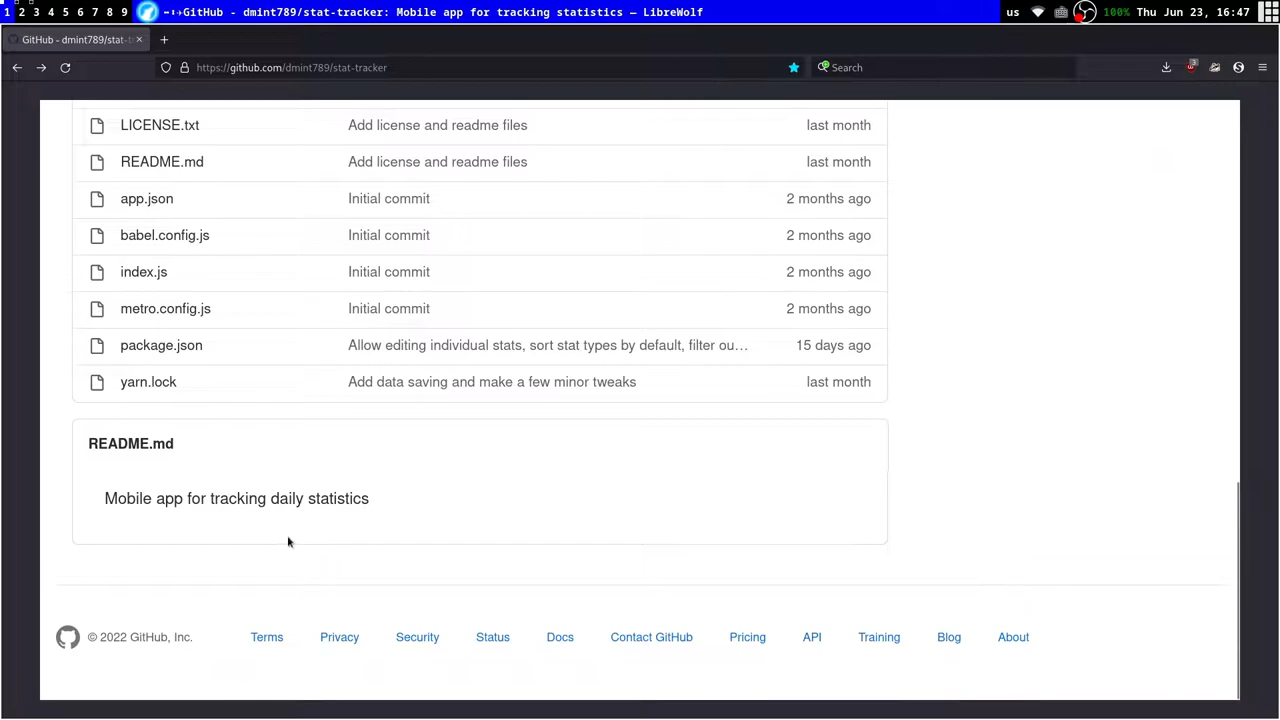 1 2 3 4 5 6 7 8 9 GitHub - dmint789/stat-tracker: Mobile app for tracking statistics — LibreWolf us 100% Thu Jun 23, 16:47
GitHub - dmint789/stat-tr × +
https://github.com/dmint789/stat-tracker Search 3
LICENSE.txt Add license and readme files last month
README.md Add license and readme files last month
app.json Initial commit 2 months ago
babel.config.js Initial commit 2 months ago
index.js Initial commit 2 months ago
metro.config.js Initial commit 2 months ago
package.json Allow editing individual stats, sort stat types by default, filter ou… 15 days ago
yarn.lock Add data saving and make a few minor tweaks last month
README.md
Mobile app for tracking daily statistics
© 2022 GitHub, Inc. Terms Privacy Security Status Docs Contact GitHub Pricing API Training Blog About